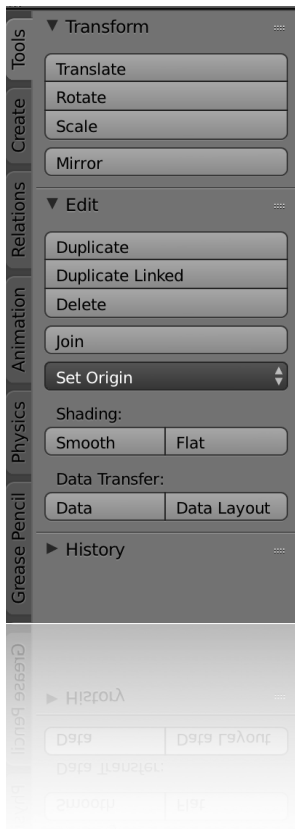 Tools
Create
Relations
Animation
Physics
Grease Pencil
Transform
Translate
Rotate
Scale
Mirror
Edit
Duplicate
Duplicate Linked
Delete
Join
Set Origin
Shading:
Smooth Flat
Data Transfer:
Data Data Layout
History